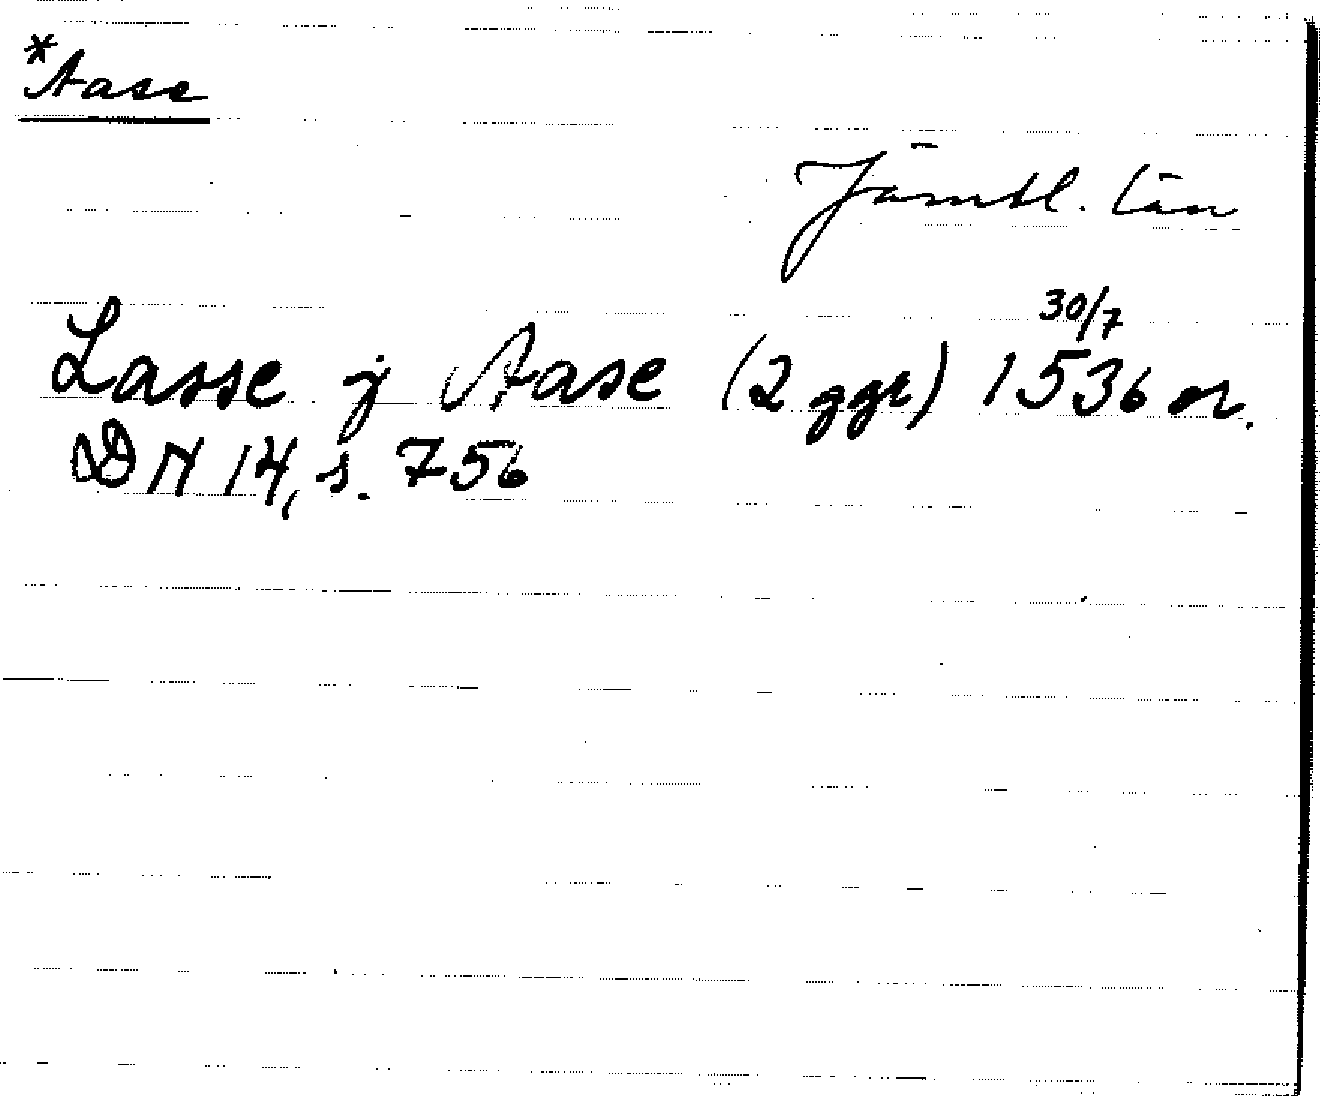 *Aase
Jämtl. län
Lasse j Aase (2 ggr) 30/7 1536 or.
DN 14, s. 756